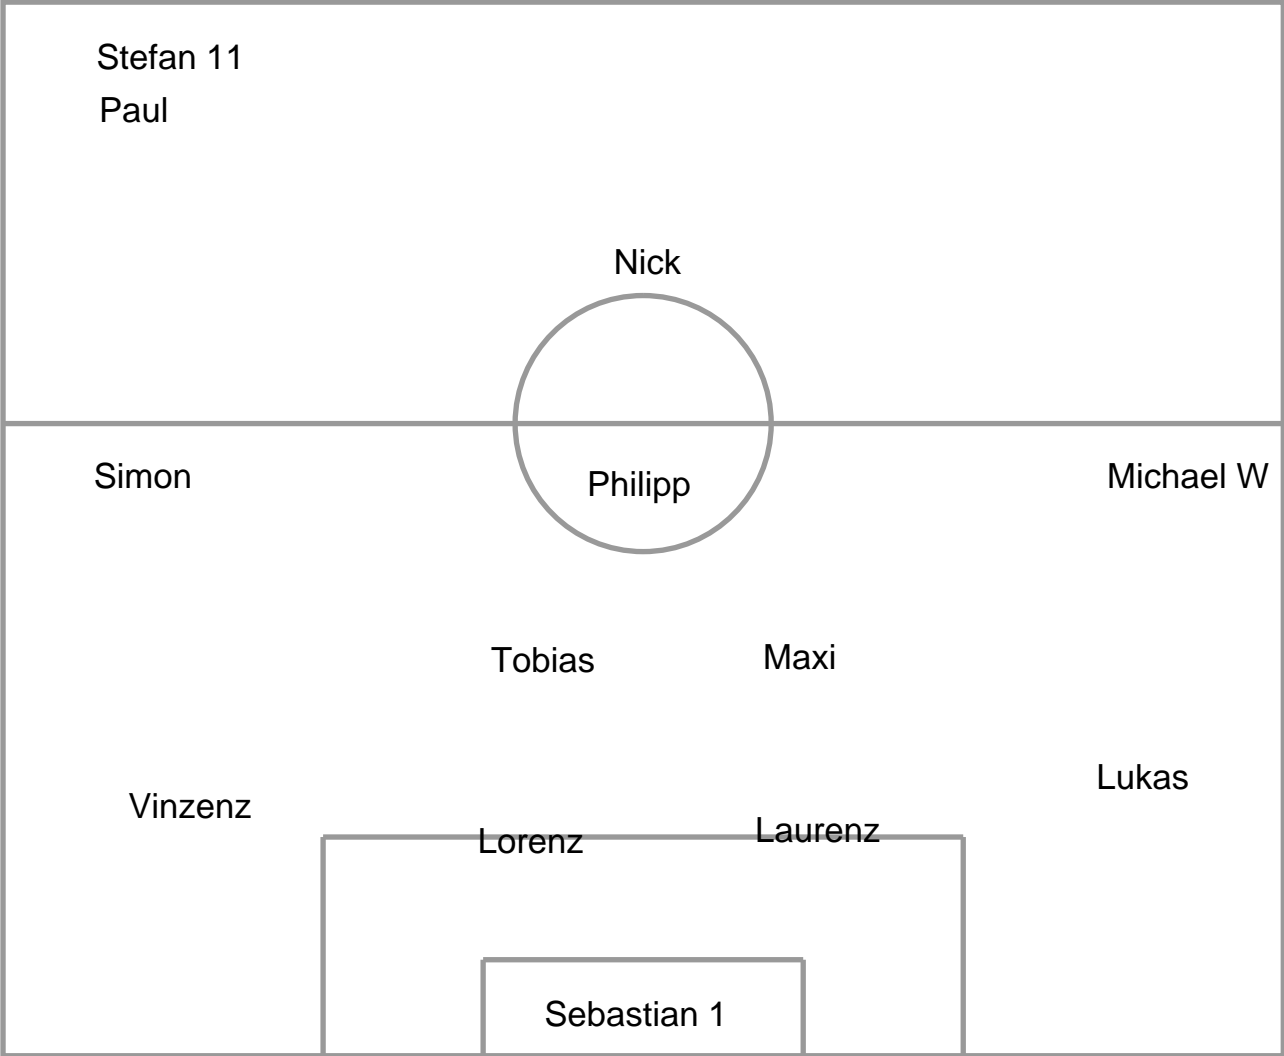 Stefan 11
Paul
Nick
Simon
Philipp
Michael W
Tobias
Maxi
Lukas
Vinzenz
Laurenz
Lorenz
Sebastian 1